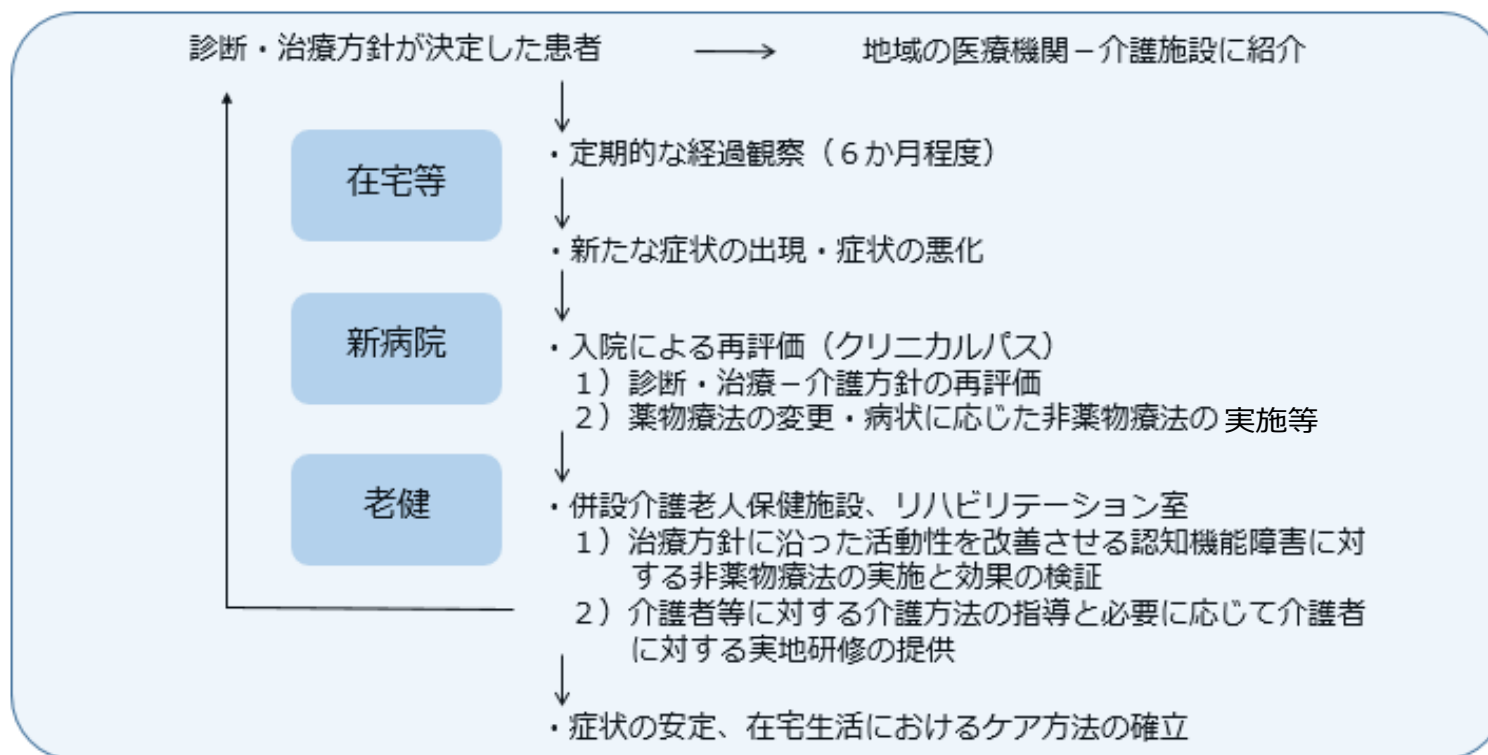 診断・治療方針が決定した患者 → 地域の医療機関－介護施設に紹介
在宅等
・定期的な経過観察（６か月程度）
・新たな症状の出現・症状の悪化
新病院
・入院による再評価（クリニカルパス）
１）診断・治療－介護方針の再評価
２）薬物療法の変更・病状に応じた非薬物療法の 実施等
老健
・併設介護老人保健施設、リハビリテーション室
１）治療方針に沿った活動性を改善させる認知機能障害に対
する非薬物療法の実施と効果の検証
２）介護者等に対する介護方法の指導と必要に応じて介護者
に対する実地研修の提供
・症状の安定、在宅生活におけるケア方法の確立